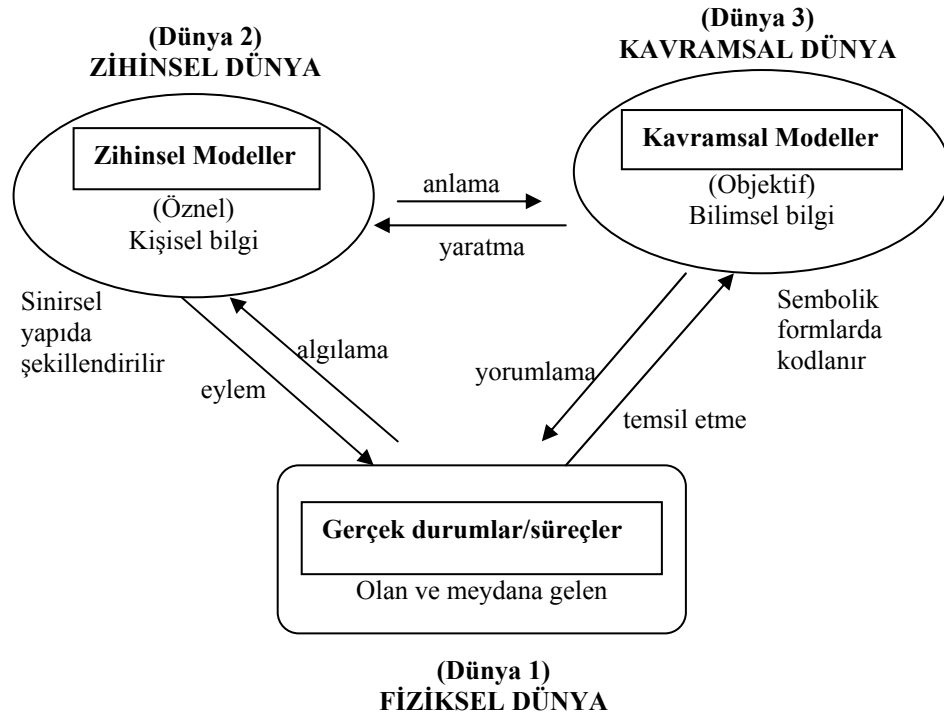 (Dünya 2)
ZİHİNSEL DÜNYA
(Dünya 3)
KAVRAMSAL DÜNYA
Zihinsel Modeller
(Öznel)
Kişisel bilgi
Kavramsal Modeller
(Objektif)
Bilimsel bilgi
anlama
yaratma
Sinirsel
yapıda
şekillendirilir
algılama
eylem
yorumlama
temsil etme
Sembolik
formlarda
kodlanır
Gerçek durumlar/süreçler
Olan ve meydana gelen
(Dünya 1)
FİZİKSEL DÜNYA